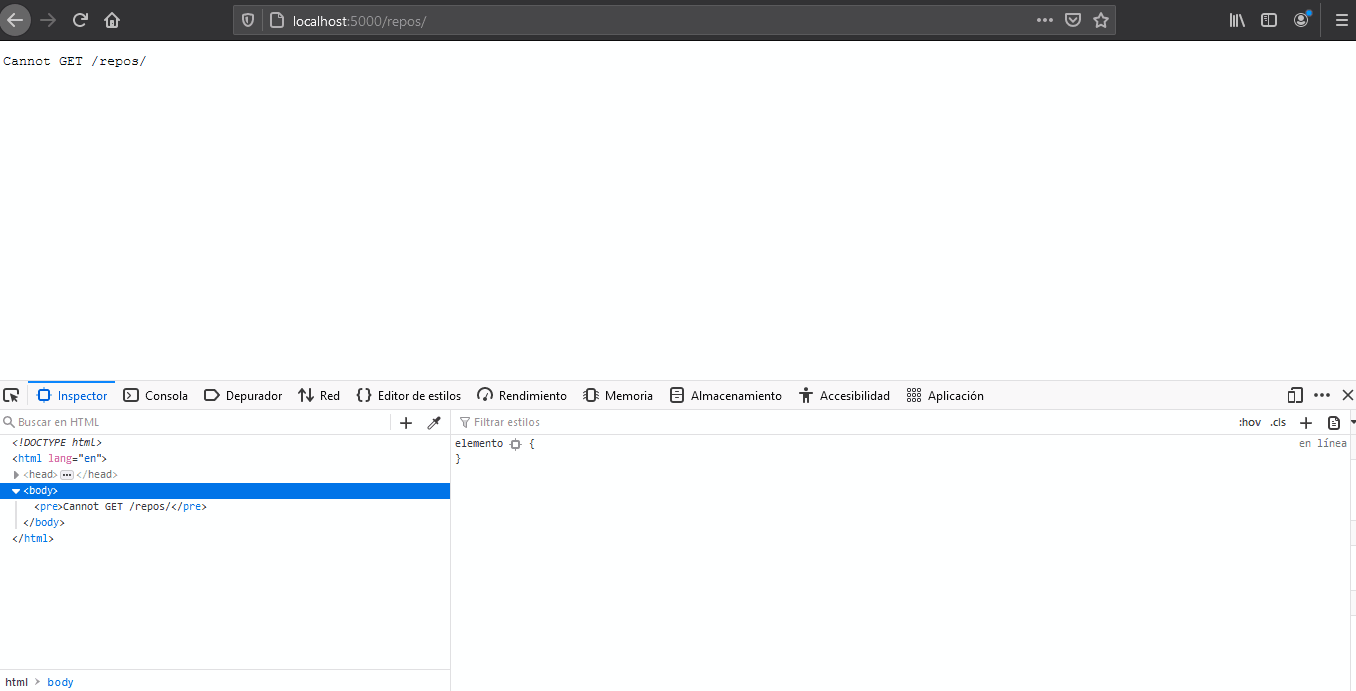 localhost:5000/repos/
Cannot GET /repos/
Inspector Consola Depurador Red Editor de estilos Rendimiento Memoria Almacenamiento Accesibilidad Aplicación
Buscar en HTML
Filtrar estilos
:hov .cls
<!DOCTYPE html>
<html lang="en">
<head></head>
<body>
<pre>Cannot GET /repos/</pre>
</body>
</html>
elemento {
en línea
}
html > body